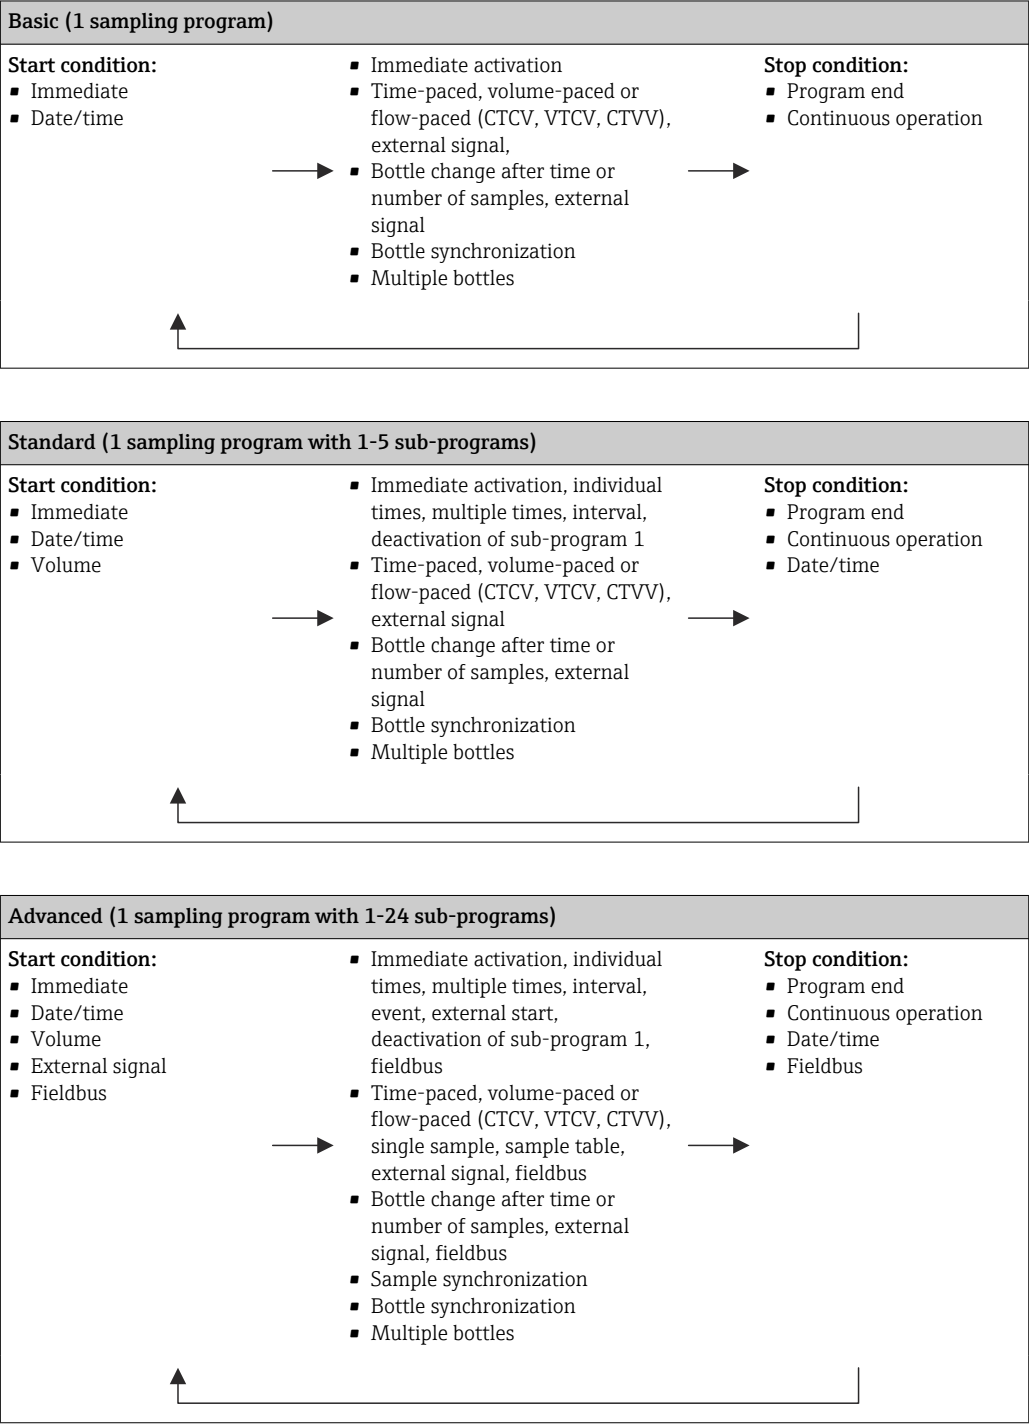 Basic (1 sampling program)
Start condition:
▪ Immediate
▪ Date/time
▪ Immediate activation
▪ Time-paced, volume-paced or
flow-paced (CTCV, VTCV, CTVV),
external signal,
▪ Bottle change after time or
number of samples, external
signal
▪ Bottle synchronization
▪ Multiple bottles
Stop condition:
▪ Program end
▪ Continuous operation
Standard (1 sampling program with 1-5 sub-programs)
Start condition:
▪ Immediate
▪ Date/time
▪ Volume
▪ Immediate activation, individual
times, multiple times, interval,
deactivation of sub-program 1
▪ Time-paced, volume-paced or
flow-paced (CTCV, VTCV, CTVV),
external signal
▪ Bottle change after time or
number of samples, external
signal
▪ Bottle synchronization
▪ Multiple bottles
Stop condition:
▪ Program end
▪ Continuous operation
▪ Date/time
Advanced (1 sampling program with 1-24 sub-programs)
Start condition:
▪ Immediate
▪ Date/time
▪ Volume
▪ External signal
▪ Fieldbus
▪ Immediate activation, individual
times, multiple times, interval,
event, external start,
deactivation of sub-program 1,
fieldbus
▪ Time-paced, volume-paced or
flow-paced (CTCV, VTCV, CTVV),
single sample, sample table,
external signal, fieldbus
▪ Bottle change after time or
number of samples, external
signal, fieldbus
▪ Sample synchronization
▪ Bottle synchronization
▪ Multiple bottles
Stop condition:
▪ Program end
▪ Continuous operation
▪ Date/time
▪ Fieldbus